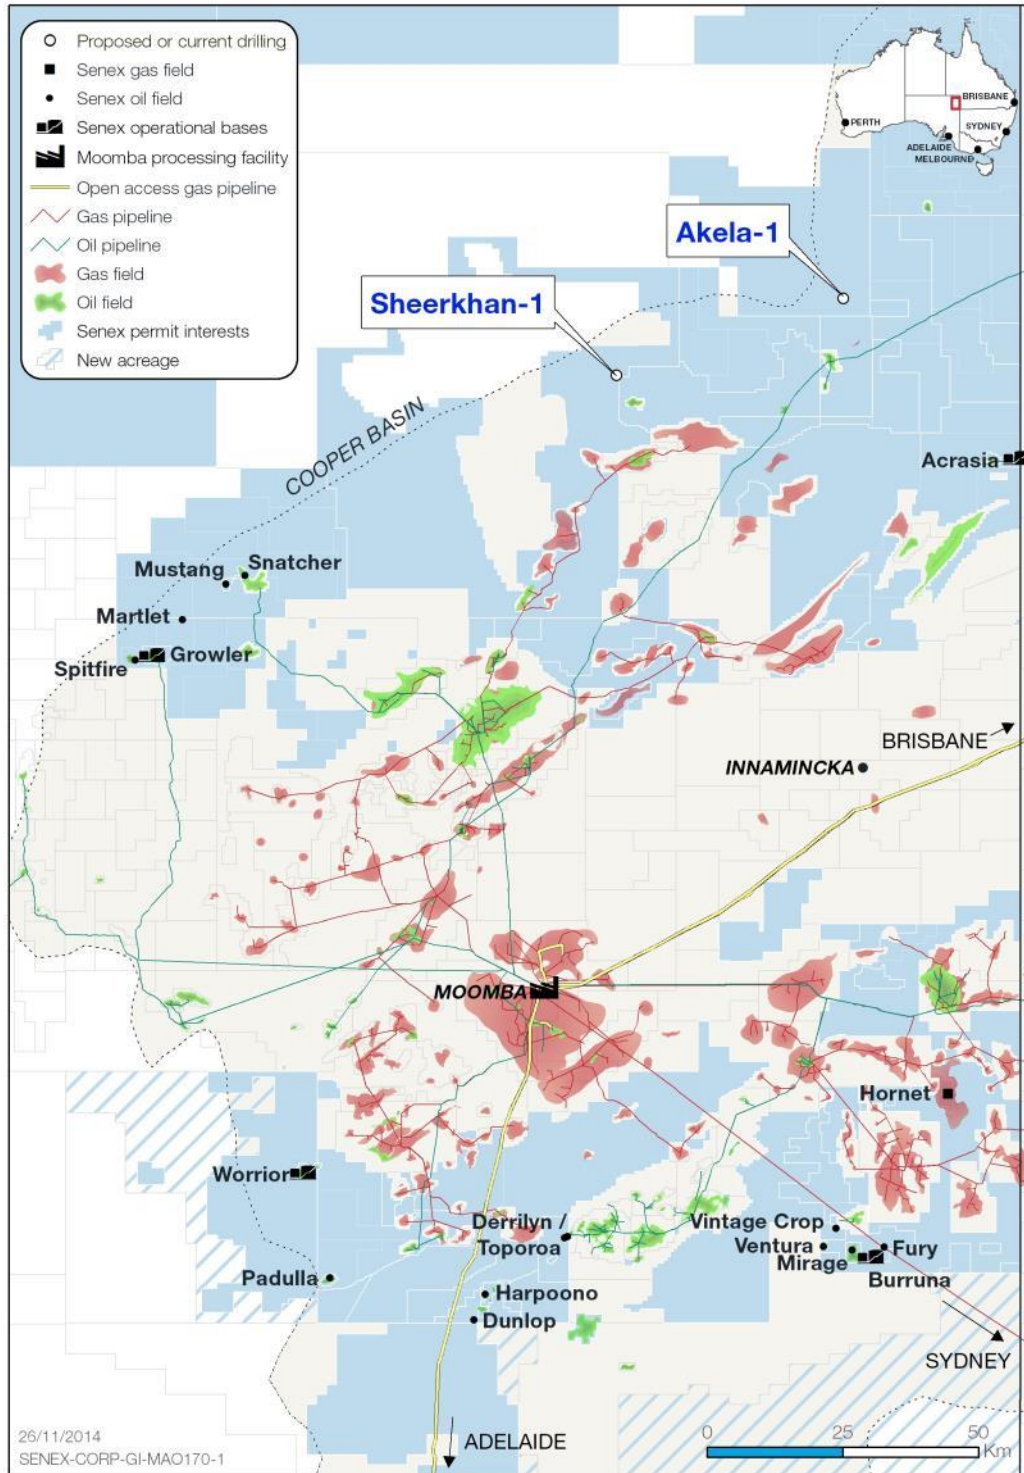 Proposed or current drilling
Senex gas field
Senex oil field
Senex operational bases
Moomba processing facility
Open access gas pipeline
Gas pipeline
Oil pipeline
Gas field
Oil field
Senex permit interests
New acreage
BRISBANE
PERTH
SYDNEY
ADELAIDE
MELBOURNE
Akela-1
Sheerkhan-1
COOPER BASIN
Acrasia
Snatcher
Mustang
Martlet
Growler
Spitfire
BRISBANE
INNAMINCKA
MOOMBA
Hornet
Worrior
Derrilyn /
Toporoa
Vintage Crop
Ventura
Fury
Mirage
Burruna
Padulla
Harpoono
Dunlop
SYDNEY
ADELAIDE
0 25 50
Km
26/11/2014
SENEX-CORP-GI-MAO170-1